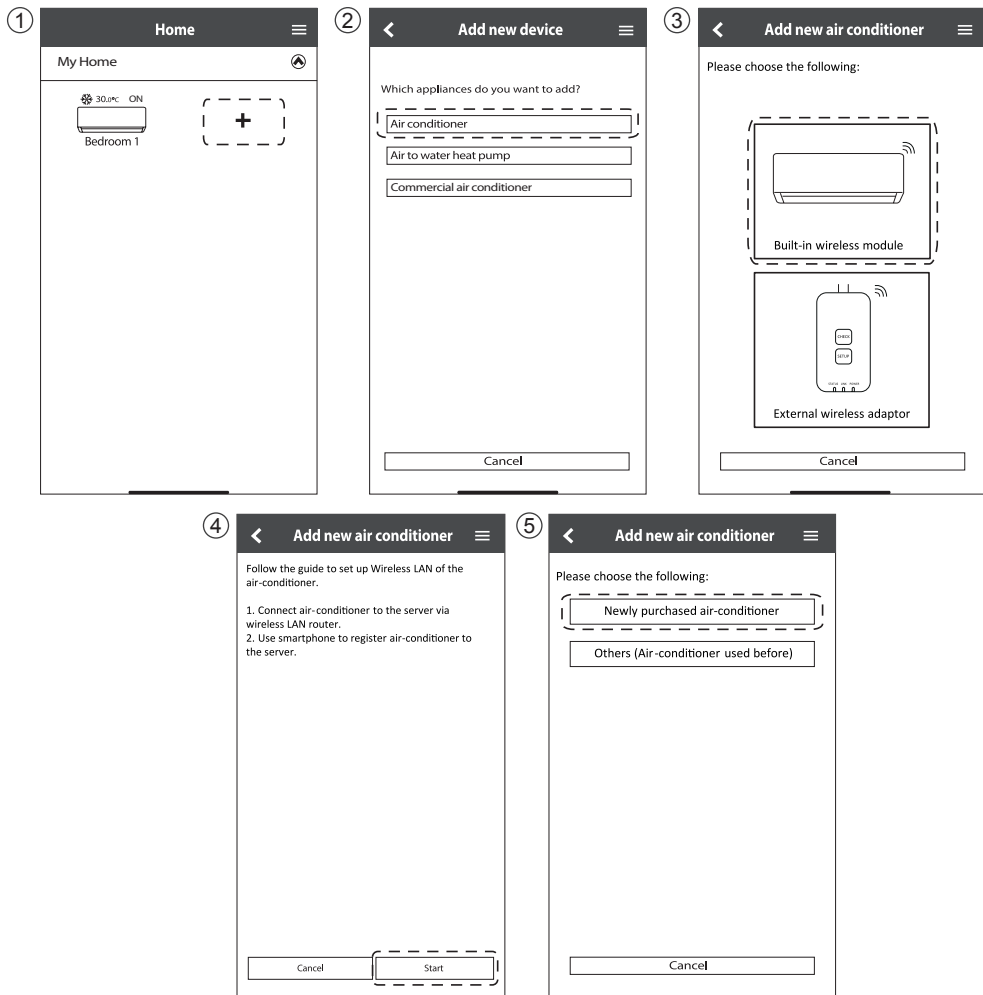 1
Home
My Home
30.0°C ON
Bedroom 1
+
2
Add new device
Which appliances do you want to add?
Air conditioner
Air to water heat pump
Commercial air conditioner
Cancel
3
Add new air conditioner
Please choose the following:
Built-in wireless module
CHECK
SETUP
STATUS LINK POWER
External wireless adaptor
Cancel
4
Add new air conditioner
Follow the guide to set up Wireless LAN of the
air-conditioner.
1. Connect air-conditioner to the server via
wireless LAN router.
2. Use smartphone to register air-conditioner to
the server.
Cancel
Start
5
Add new air conditioner
Please choose the following:
Newly purchased air-conditioner
Others (Air-conditioner used before)
Cancel